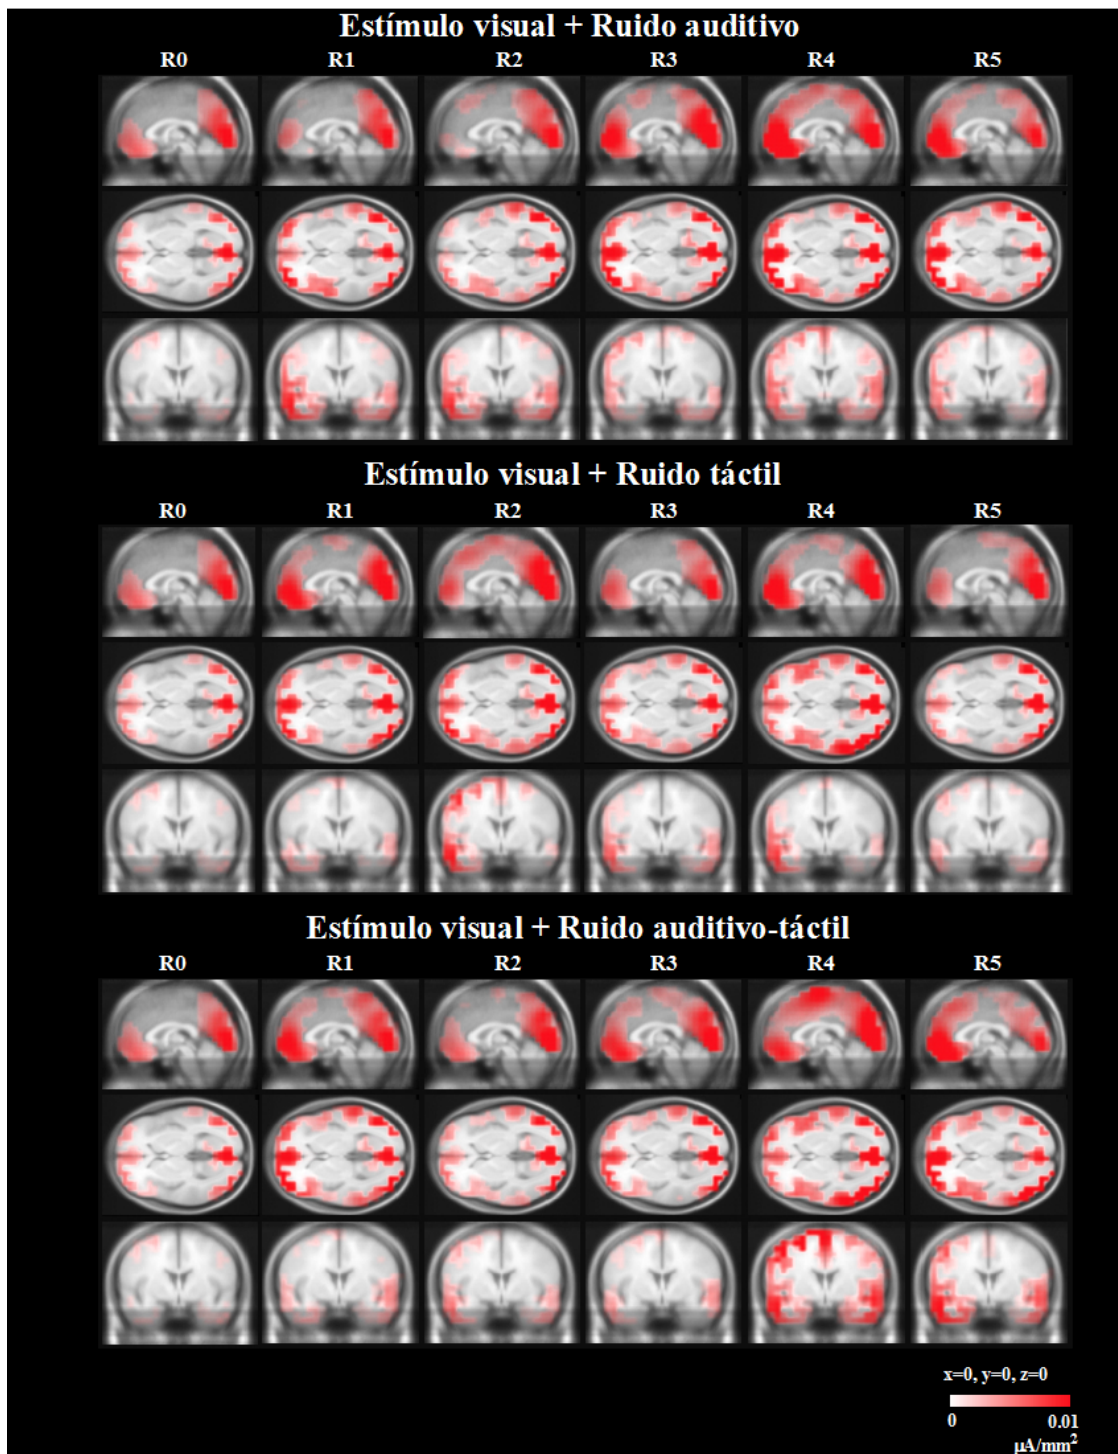 Estímulo visual + Ruido auditivo
R0 R1 R2 R3 R4 R5
Estímulo visual + Ruido táctil
R0 R1 R2 R3 R4 R5
Estímulo visual + Ruido auditivo-táctil
R0 R1 R2 R3 R4 R5
x=0, y=0, z=0
0 0.01
μA/mm²